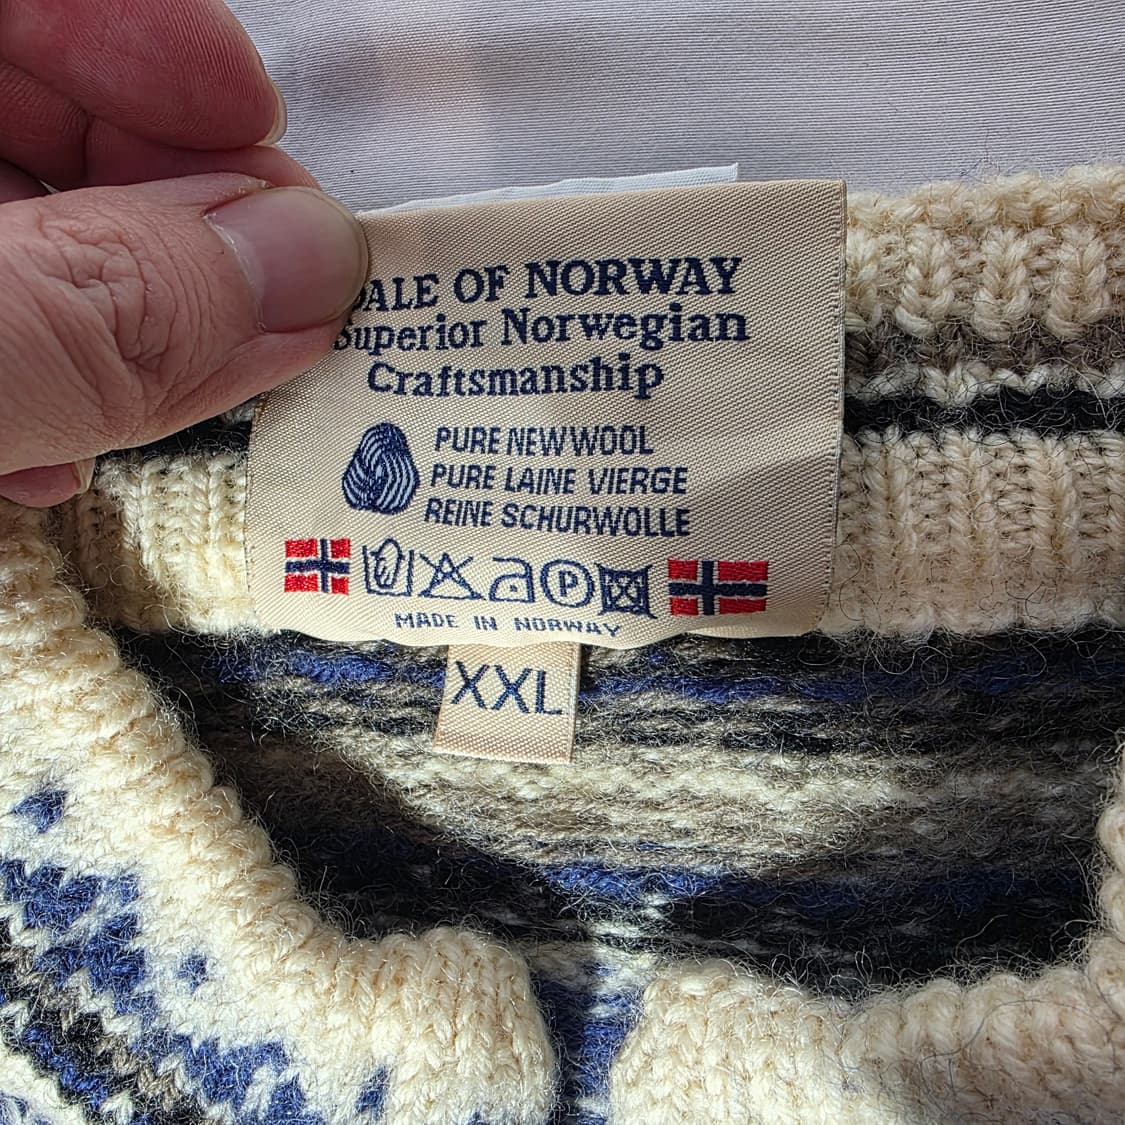 DALE OF NORWAY
Superior Norwegian
Craftsmanship
PURE NEW WOOL
PURE LAINE VIERGE
REINE SCHURWOLLE
P
MADE IN NORWAY
XXL